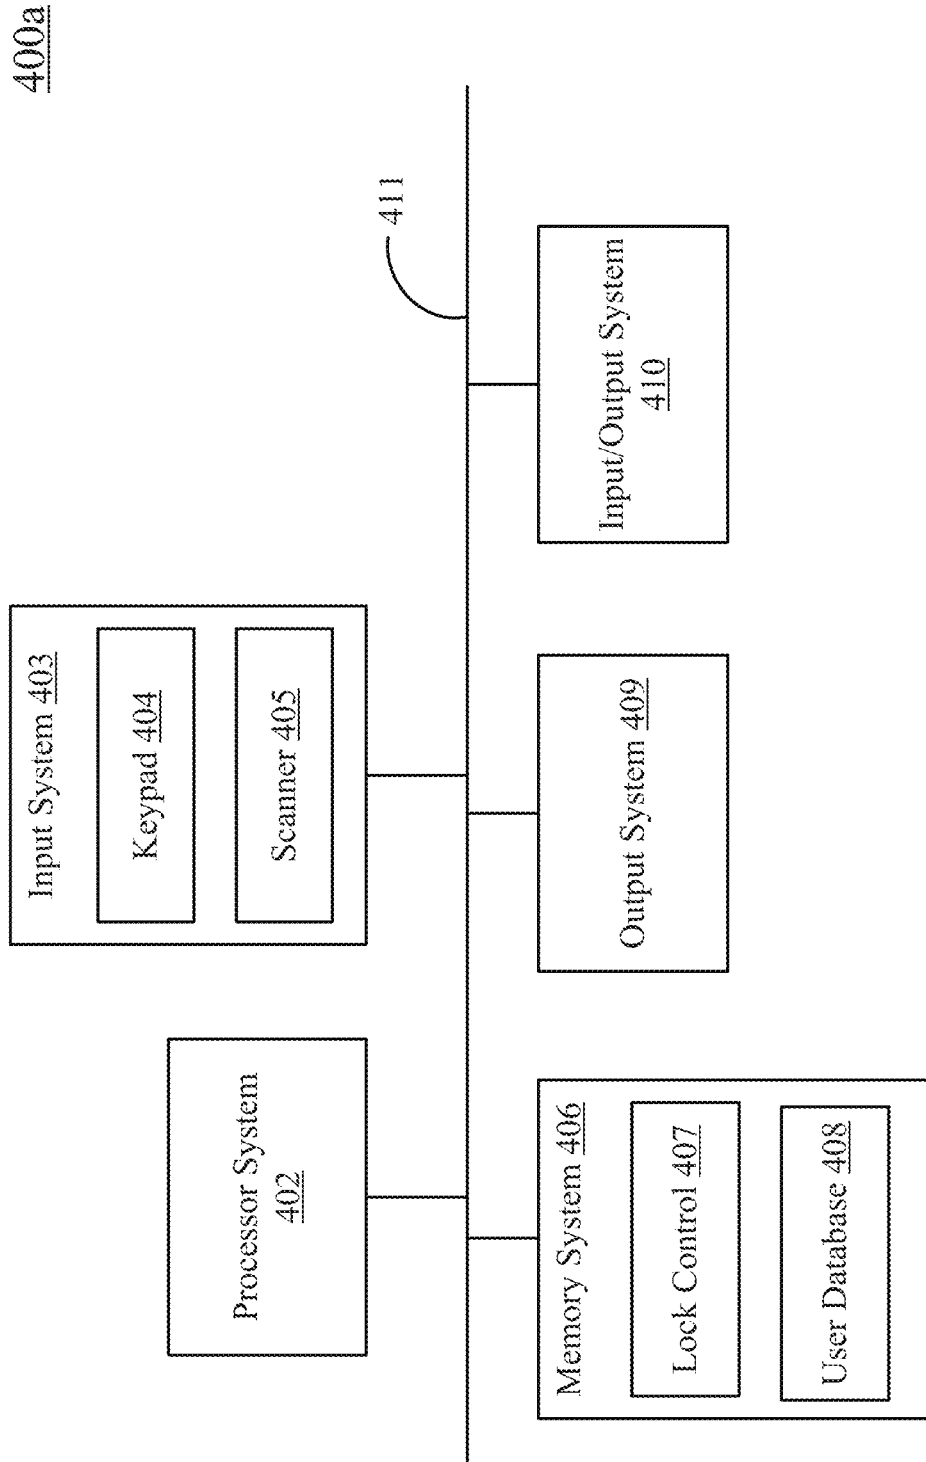 400a
411
Processor System
402
Input System 403
Keypad 404
Scanner 405
Memory System 406
Lock Control 407
User Database 408
Output System 409
Input/Output System
410